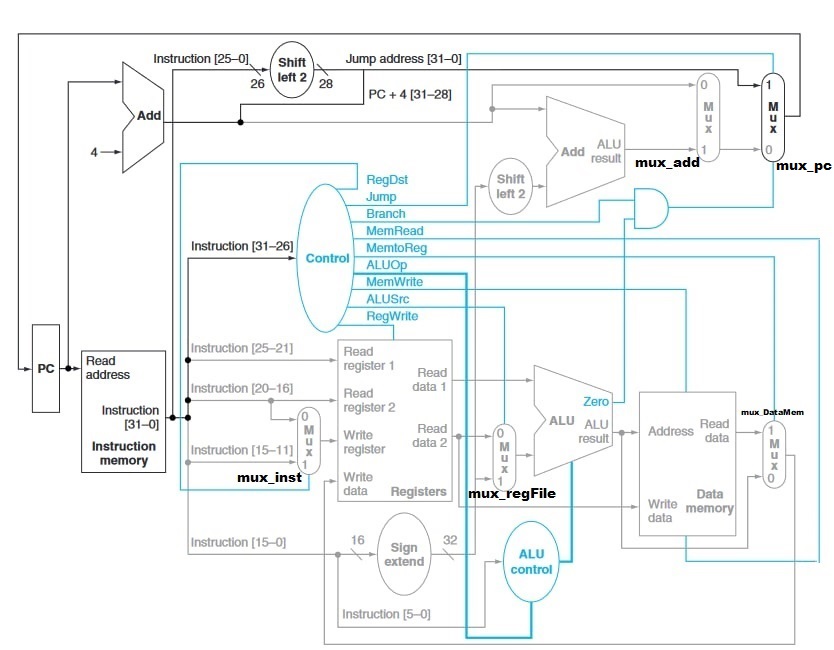 Instruction [25–0]
Shift
left 2
Jump address [31–0]
26
28
PC + 4 [31–28]
Add
4
0
M
u
x
1
1
M
u
x
0
Add
ALU
result
mux_add
mux_pc
Shift
left 2
RegDst
Jump
Branch
MemRead
MemtoReg
ALUOp
MemWrite
ALUSrc
RegWrite
Instruction [31–26]
Control
PC
Read
address
Instruction
[31–0]
Instruction
memory
Instruction [25–21]
Instruction [20–16]
Instruction [15–11]
0
M
u
x
1
mux_inst
Read
register 1
Read
register 2
Write
register
Write
data
Read
data 1
Read
data 2
Registers
0
M
u
x
1
mux_regFile
Zero
ALU
ALU
result
Address
Read
data
Write
data
Data
memory
mux_DataMem
1
M
u
x
0
Instruction [15–0]
16
Sign
extend
32
ALU
control
Instruction [5–0]